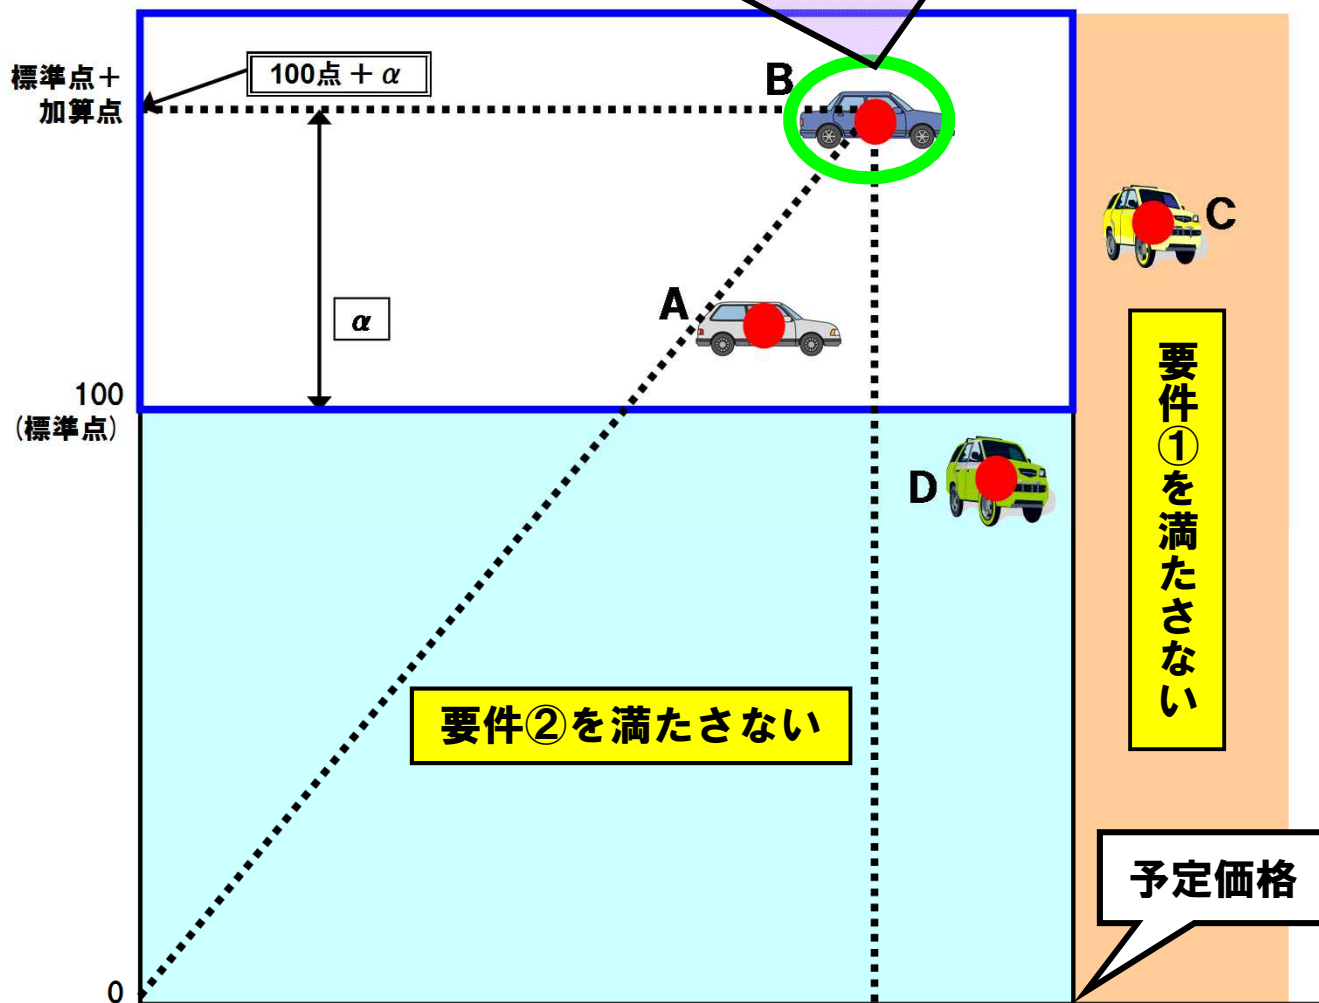 標準点＋
加算点
100点＋α
B
C
A
α
100
(標準点)
D
要件①を満たさない
要件②を満たさない
予定価格
0